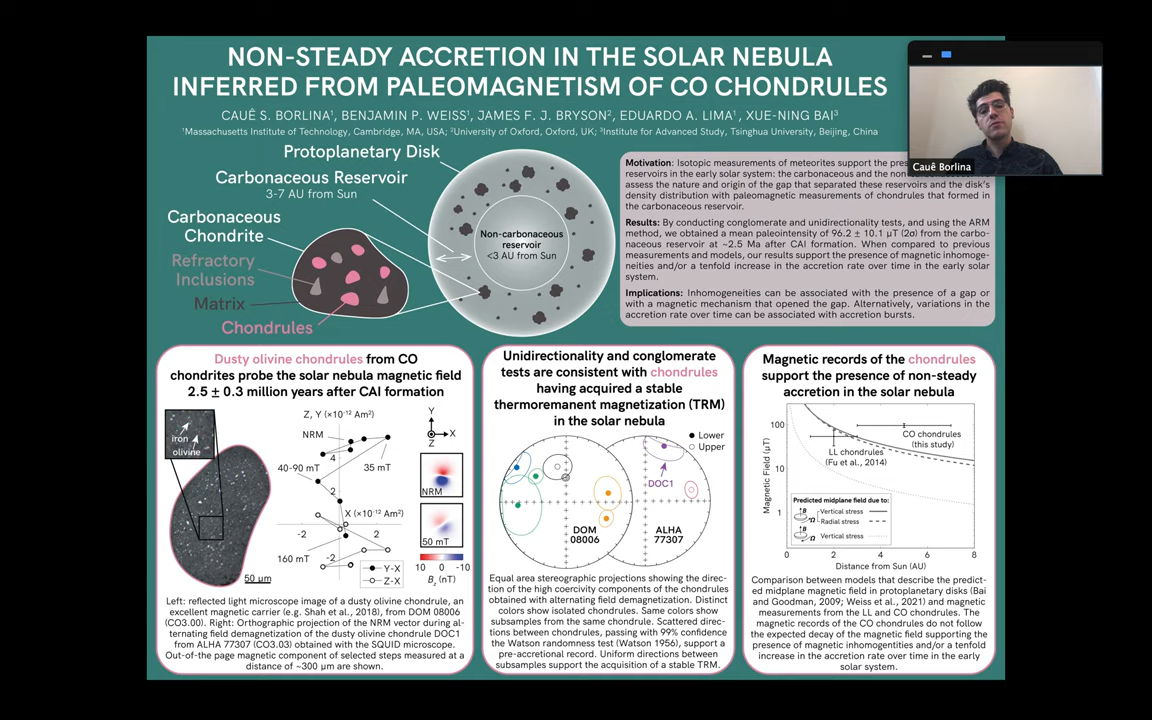 NON-STEADY ACCRETION IN THE SOLAR NEBULA
INFERRED FROM PALEOMAGNETISM OF CO CHONDRULES
CAUÊ S. BORLINA¹, BENJAMIN P. WEISS¹, JAMES F. J. BRYSON², EDUARDO A. LIMA¹, XUE-NING BAI³
¹Massachusetts Institute of Technology, Cambridge, MA, USA; ²University of Oxford, Oxford, UK; ³Institute for Advanced Study, Tsinghua University, Beijing, China
Cauê Borlina
Protoplanetary Disk
Carbonaceous Reservoir
3-7 AU from Sun
Carbonaceous
Chondrite
Refractory
Inclusions
Matrix
Chondrules
Non-carbonaceous
reservoir
<3 AU from Sun
Motivation: Isotopic measurements of meteorites support the pres
reservoirs in the early solar system: the carbonaceous and the non
assess the nature and origin of the gap that separated these reservoirs and the disk's
density distribution with paleomagnetic measurements of chondrules that formed in
the carbonaceous reservoir.
Results: By conducting conglomerate and unidirectionality tests, and using the ARM
method, we obtained a mean paleointensity of 96.2 ± 10.1 μT (2σ) from the carbo-
naceous reservoir at ~2.5 Ma after CAI formation. When compared to previous
measurements and models, our results support the presence of magnetic inhomoge-
neities and/or a tenfold increase in the accretion rate over time in the early solar
system.
Implications: Inhomogeneities can be associated with the presence of a gap or
with a magnetic mechanism that opened the gap. Alternatively, variations in the
accretion rate over time can be associated with accretion bursts.
Dusty olivine chondrules from CO
chondrites probe the solar nebula magnetic field
2.5 ± 0.3 million years after CAI formation
iron
olivine
50 μm
Z, Y (×10⁻¹² Am²)
NRM
4
40-90 mT
35 mT
2
X (×10⁻¹² Am²)
-2
2
160 mT
-2
Y-X
Z-X
Y
X
Z
NRM
50 mT
10 0 -10
Bz (nT)
Left: reflected light microscope image of a dusty olivine chondrule, an
excellent magnetic carrier (e.g. Shah et al., 2018), from DOM 08006
(CO3.00). Right: Orthographic projection of the NRM vector during al-
ternating field demagnetization of the dusty olivine chondrule DOC1
from ALHA 77307 (CO3.03) obtained with the SQUID microscope.
Out-of-the page magnetic component of selected steps measured at a
distance of ~300 μm are shown.
Unidirectionality and conglomerate
tests are consistent with chondrules
having acquired a stable
thermoremanent magnetization (TRM)
in the solar nebula
Lower
Upper
DOC1
DOM
08006
ALHA
77307
Equal area stereographic projections showing the direc-
tion of the high coercivity components of the chondrules
obtained with alternating field demagnetization. Distinct
colors show isolated chondrules. Same colors show
subsamples from the same chondrule. Scattered direc-
tions between chondrules, passing with 99% confidence
the Watson randomness test (Watson 1956), support a
pre-accretional record. Uniform directions between
subsamples support the acquisition of a stable TRM.
Magnetic records of the chondrules
support the presence of non-steady
accretion in the solar nebula
Magnetic Field (μT)
100
10
1
CO chondrules
(this study)
LL chondrules
(Fu et al., 2014)
Predicted midplane field due to:
B
Ω
Vertical stress
Radial stress
B
Ω
Vertical stress
0 2 4 6 8
Distance from Sun (AU)
Comparison between models that describe the predict-
ed midplane magnetic field in protoplanetary disks (Bai
and Goodman, 2009; Weiss et al., 2021) and magnetic
measurements from the LL and CO chondrules. The
magnetic records of the CO chondrules do not follow
the expected decay of the magnetic field supporting the
presence of magnetic inhomogentities and/or a tenfold
increase in the accretion rate over time in the early
solar system.